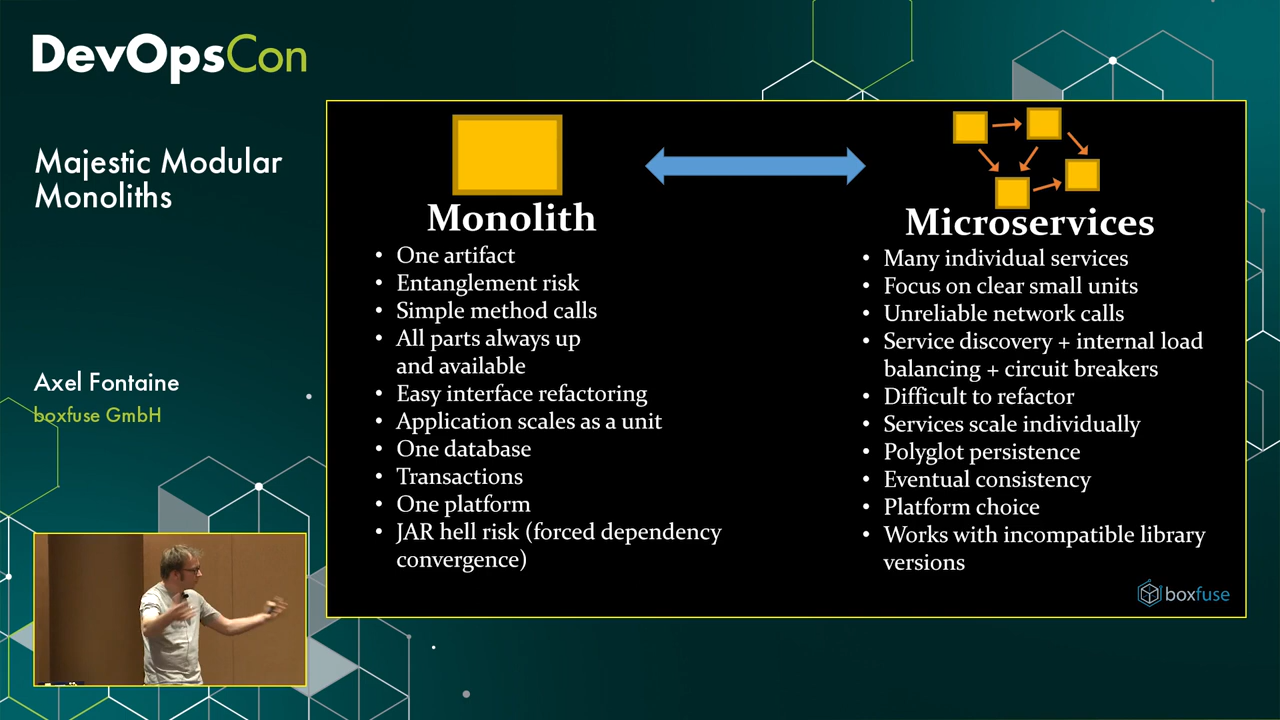 DevOpsCon
Majestic Modular
Monoliths
Axel Fontaine
boxfuse GmbH
Monolith
• One artifact
• Entanglement risk
• Simple method calls
• All parts always up
and available
• Easy interface refactoring
• Application scales as a unit
• One database
• Transactions
• One platform
• JAR hell risk (forced dependency
convergence)
Microservices
• Many individual services
• Focus on clear small units
• Unreliable network calls
• Service discovery + internal load
balancing + circuit breakers
• Difficult to refactor
• Services scale individually
• Polyglot persistence
• Eventual consistency
• Platform choice
• Works with incompatible library
versions
boxfuse